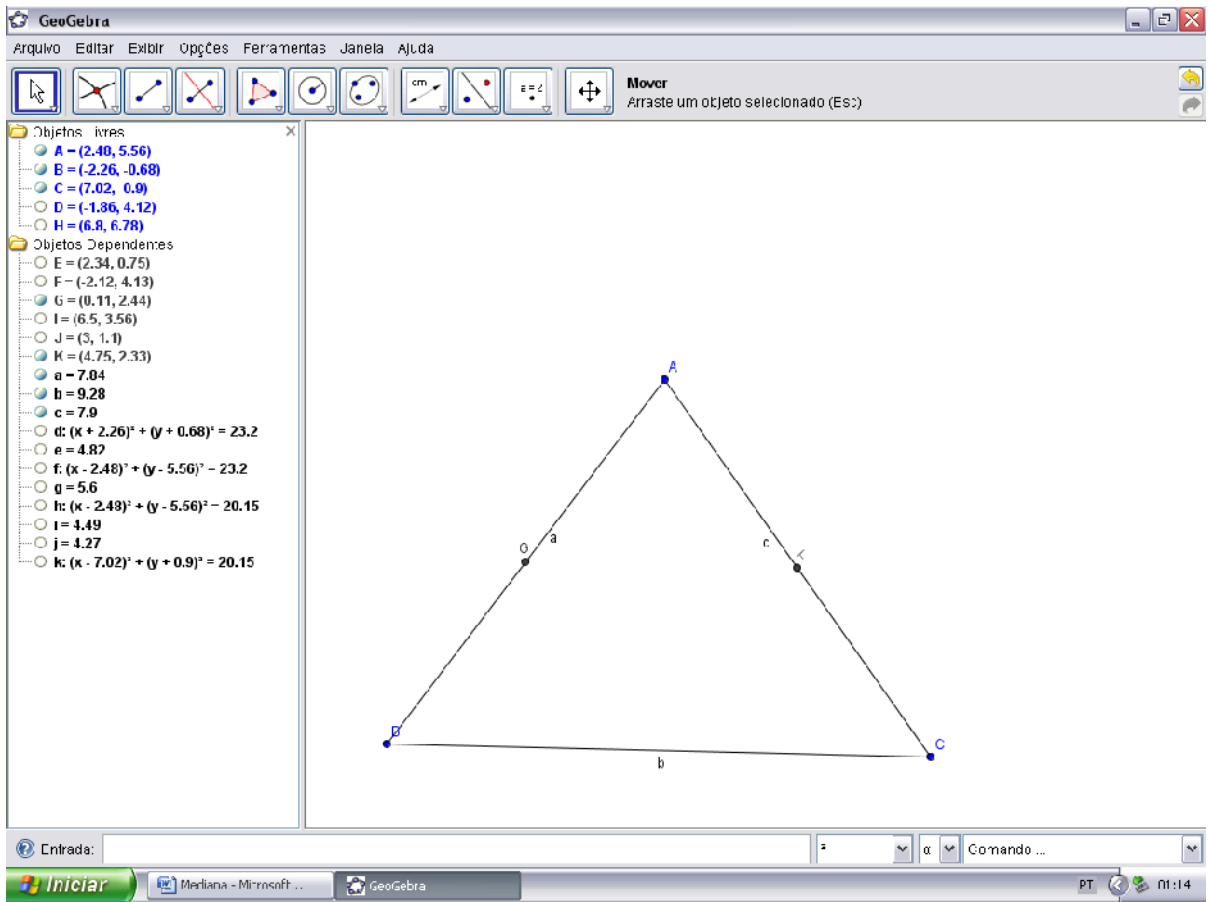 GeoGebra
Arquivo Editar Exibir Opções Ferramentas Janela Ajuda
Mover
Arraste um objeto selecionado (Esc)
Objetos Livres
A = (2.48, 5.56)
B = (-2.26, -0.68)
C = (7.02, 0.9)
D = (-1.86, 4.12)
H = (6.8, 6.78)
Objetos Dependentes
E = (2.34, 0.75)
F = (-2.12, 4.13)
G = (0.11, 2.44)
I = (6.5, 3.56)
J = (3, 1.1)
K = (4.75, 2.33)
a = 7.84
b = 9.28
c = 7.9
d: (x + 2.26)² + (y + 0.68)² = 23.2
e = 4.82
f: (x - 2.48)² + (y - 5.56)² = 23.2
g = 5.6
h: (x - 2.48)² + (y - 5.56)² = 20.15
i = 4.49
j = 4.27
k: (x - 7.02)² + (y + 0.9)² = 20.15
A
G
a
c
K
B
C
b
Entrada:
²
α
Comando ...
Iniciar
Mediana - Microsoft ...
GeoGebra
PT
01:14